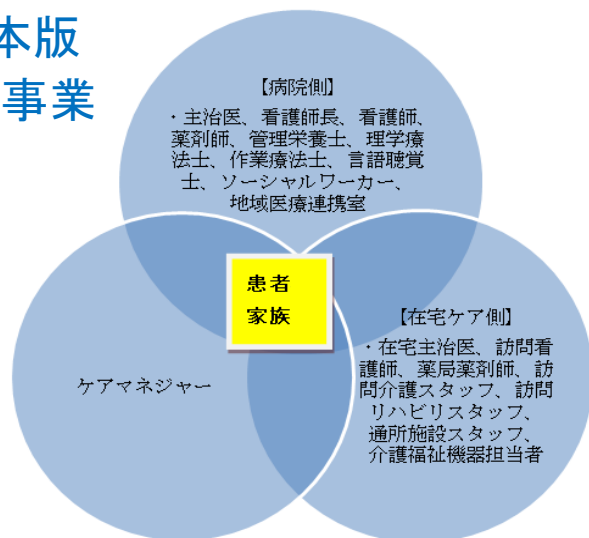 本版
事業
【病院側】
・主治医、看護師長、看護師、
薬剤師、管理栄養士、理学療
法士、作業療法士、言語聴覚
士、ソーシャルワーカー、
地域医療連携室
患者
家族
ケアマネジャー
【在宅ケア側】
・在宅主治医、訪問看
護師、薬局薬剤師、訪
問介護スタッフ、訪問
リハビリスタッフ、
通所施設スタッフ、
介護福祉機器担当者